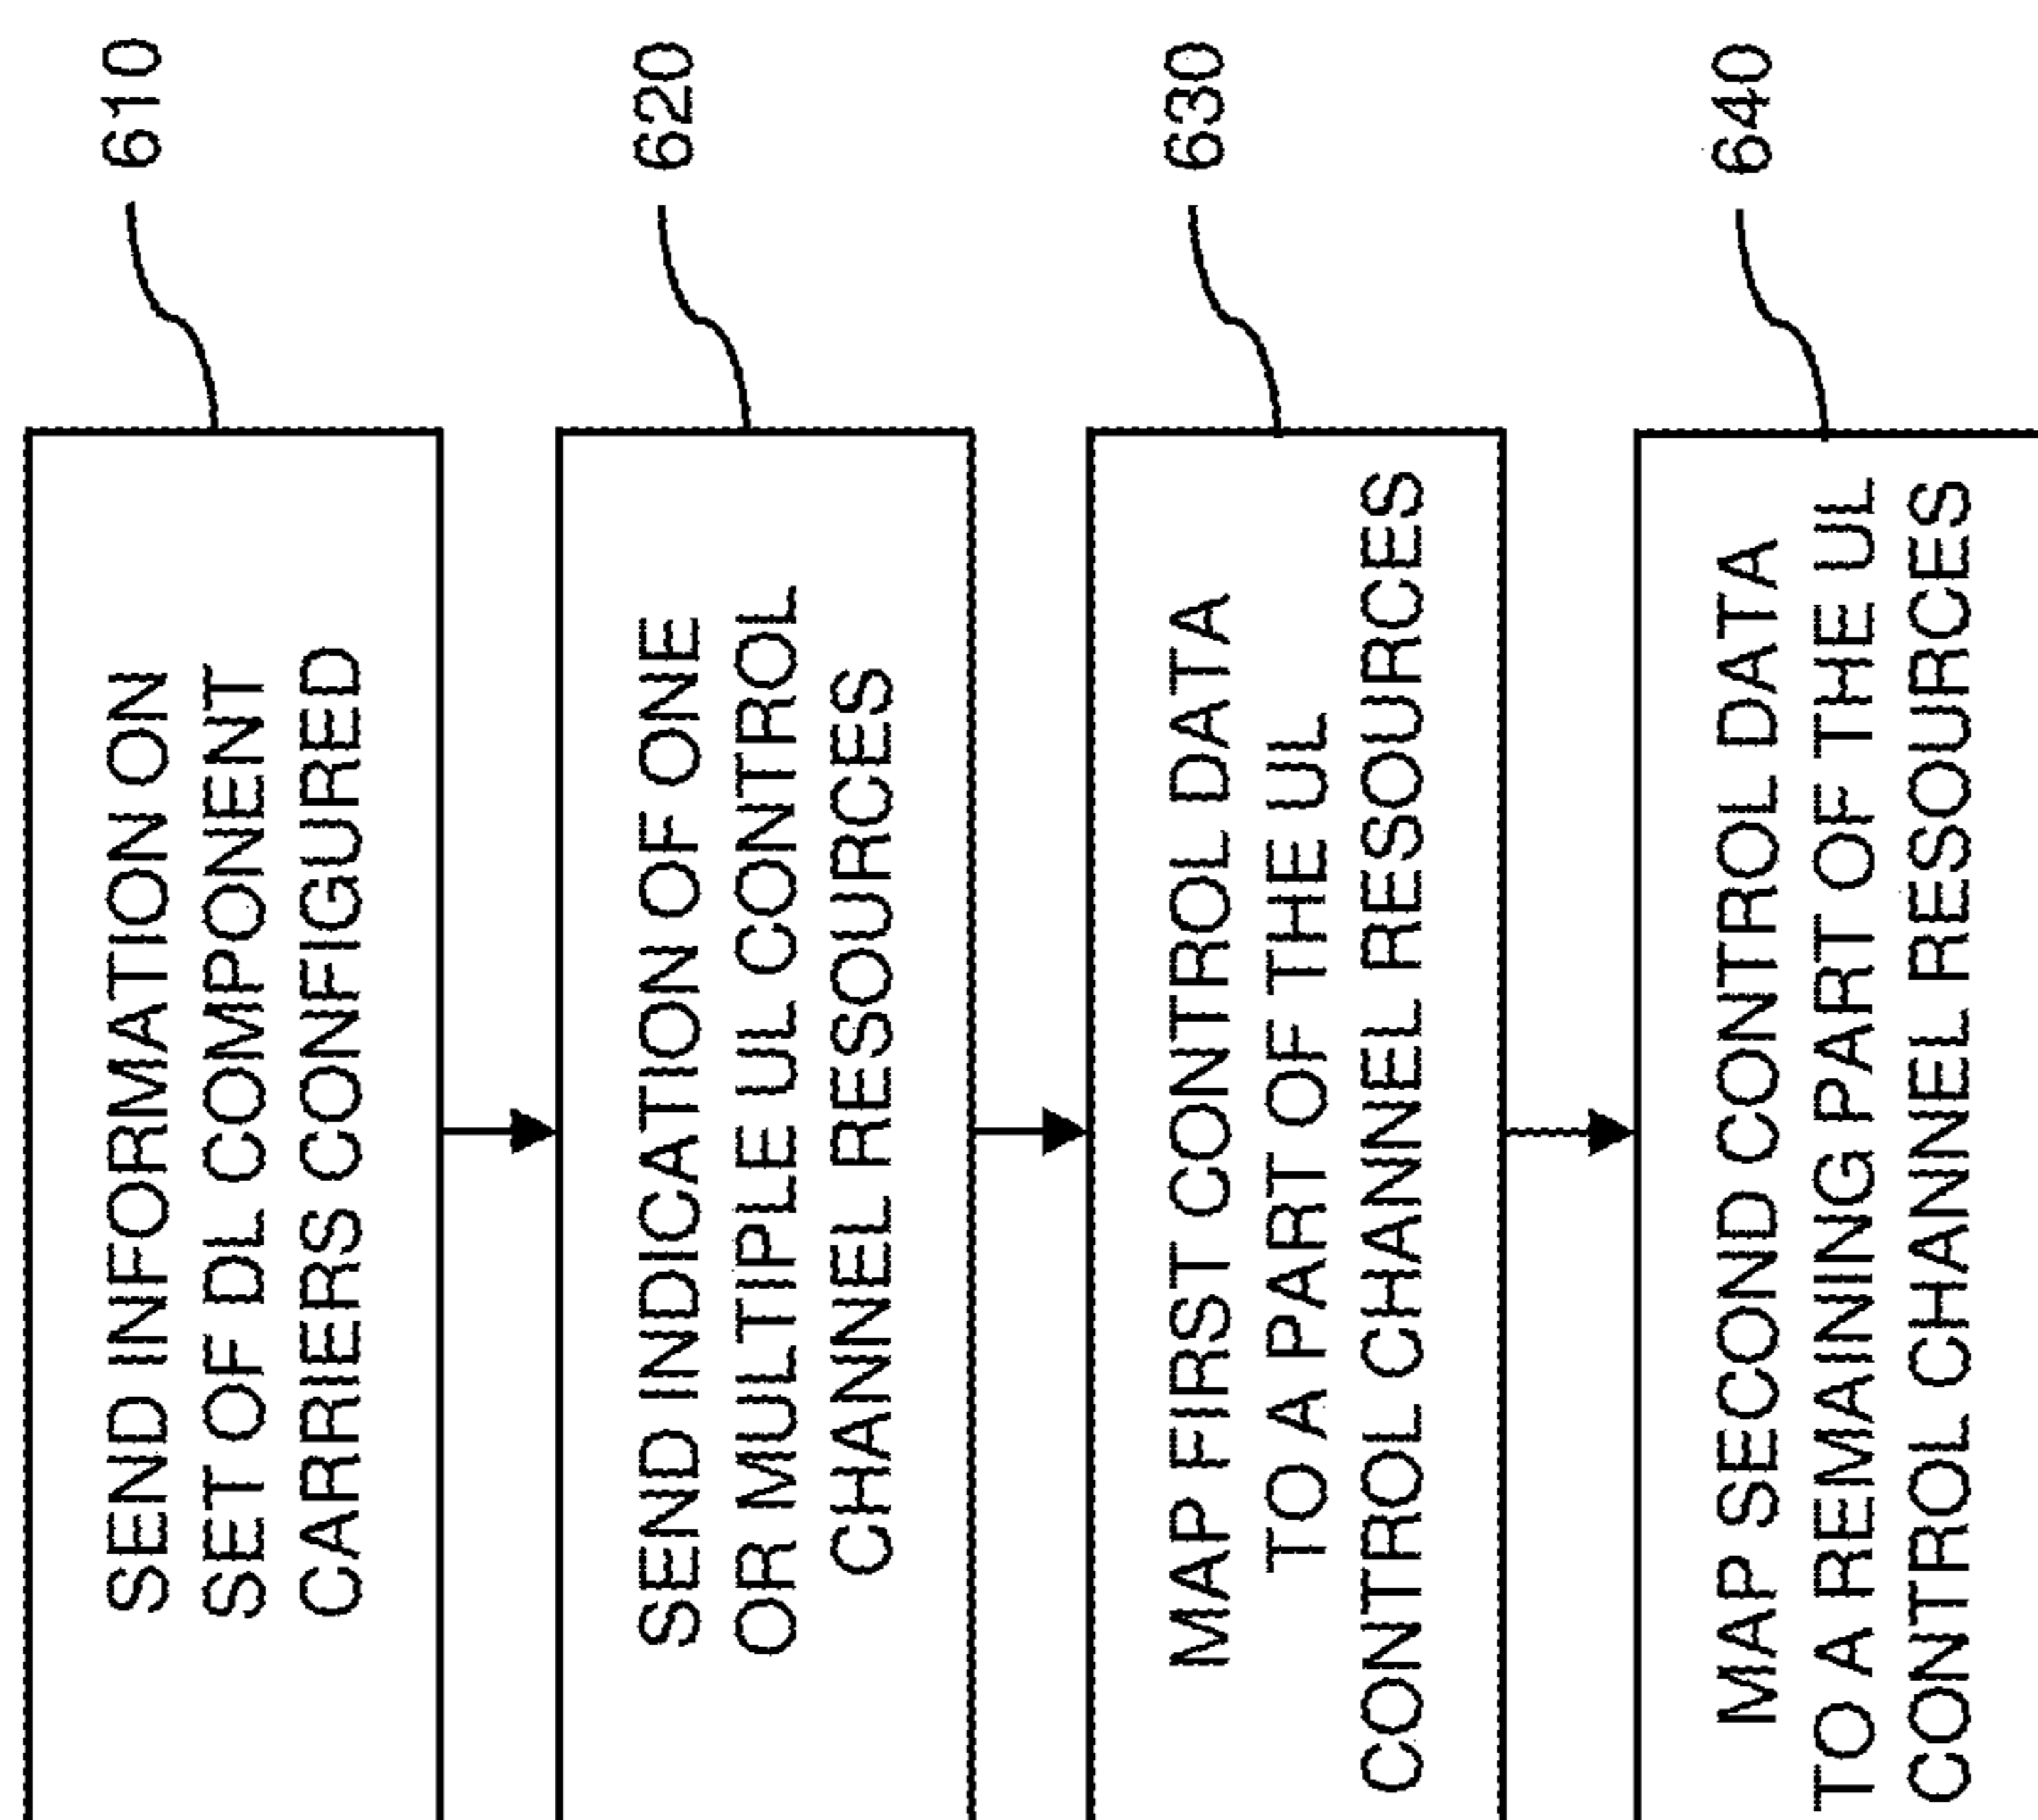 SEND INFORMATION ON
SET OF DL COMPONENT
CARRIERS CONFIGURED
610
SEND INDICATION OF ONE
OR MULTIPLE UL CONTROL
CHANNEL RESOURCES
620
MAP FIRST CONTROL DATA
TO A PART OF THE UL
CONTROL CHANNEL RESOURCES
630
MAP SECOND CONTROL DATA
TO A REMAINING PART OF THE UL
CONTROL CHANNEL RESOURCES
640